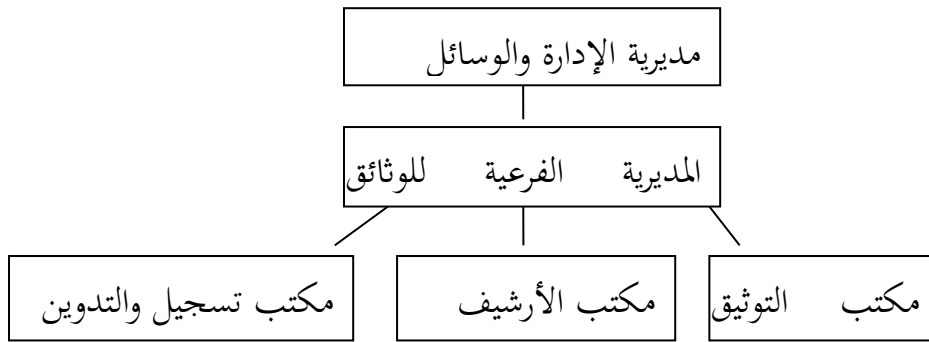 مديرية الإدارة والوسائل
المديرية الفرعية للوثائق
مكتب التوثيق
مكتب الأرشيف
مكتب تسجيل والتدوين